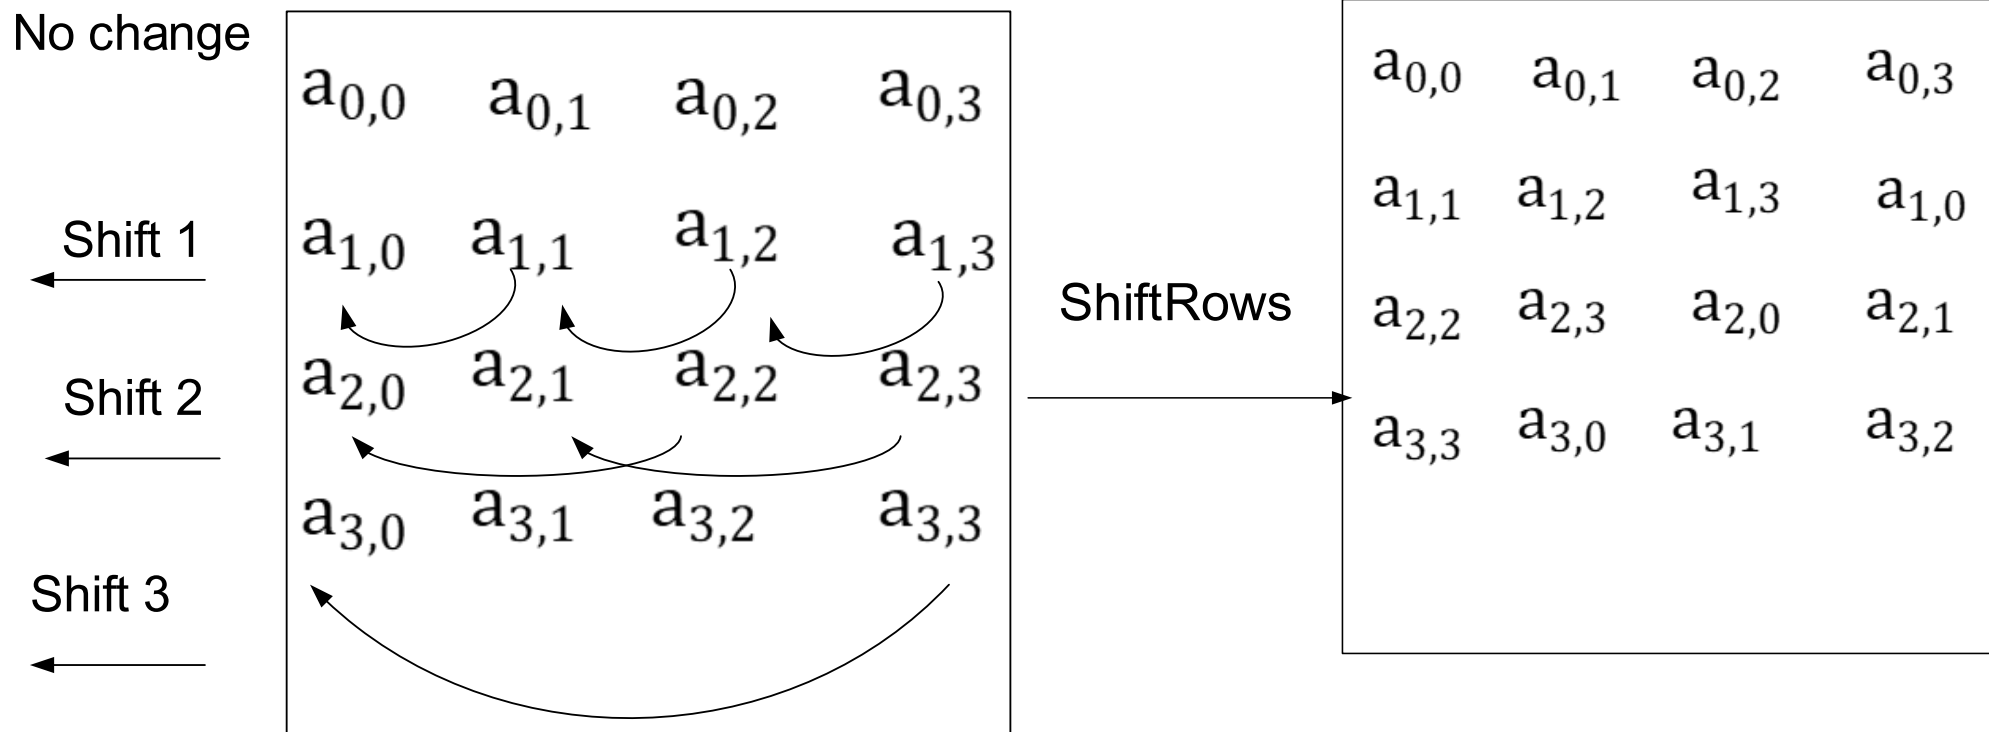 No change
a0,0 a0,1 a0,2 a0,3
Shift 1
a1,0 a1,1 a1,2 a1,3
Shift 2
a2,0 a2,1 a2,2 a2,3
Shift 3
a3,0 a3,1 a3,2 a3,3
ShiftRows
a0,0 a0,1 a0,2 a0,3
a1,1 a1,2 a1,3 a1,0
a2,2 a2,3 a2,0 a2,1
a3,3 a3,0 a3,1 a3,2